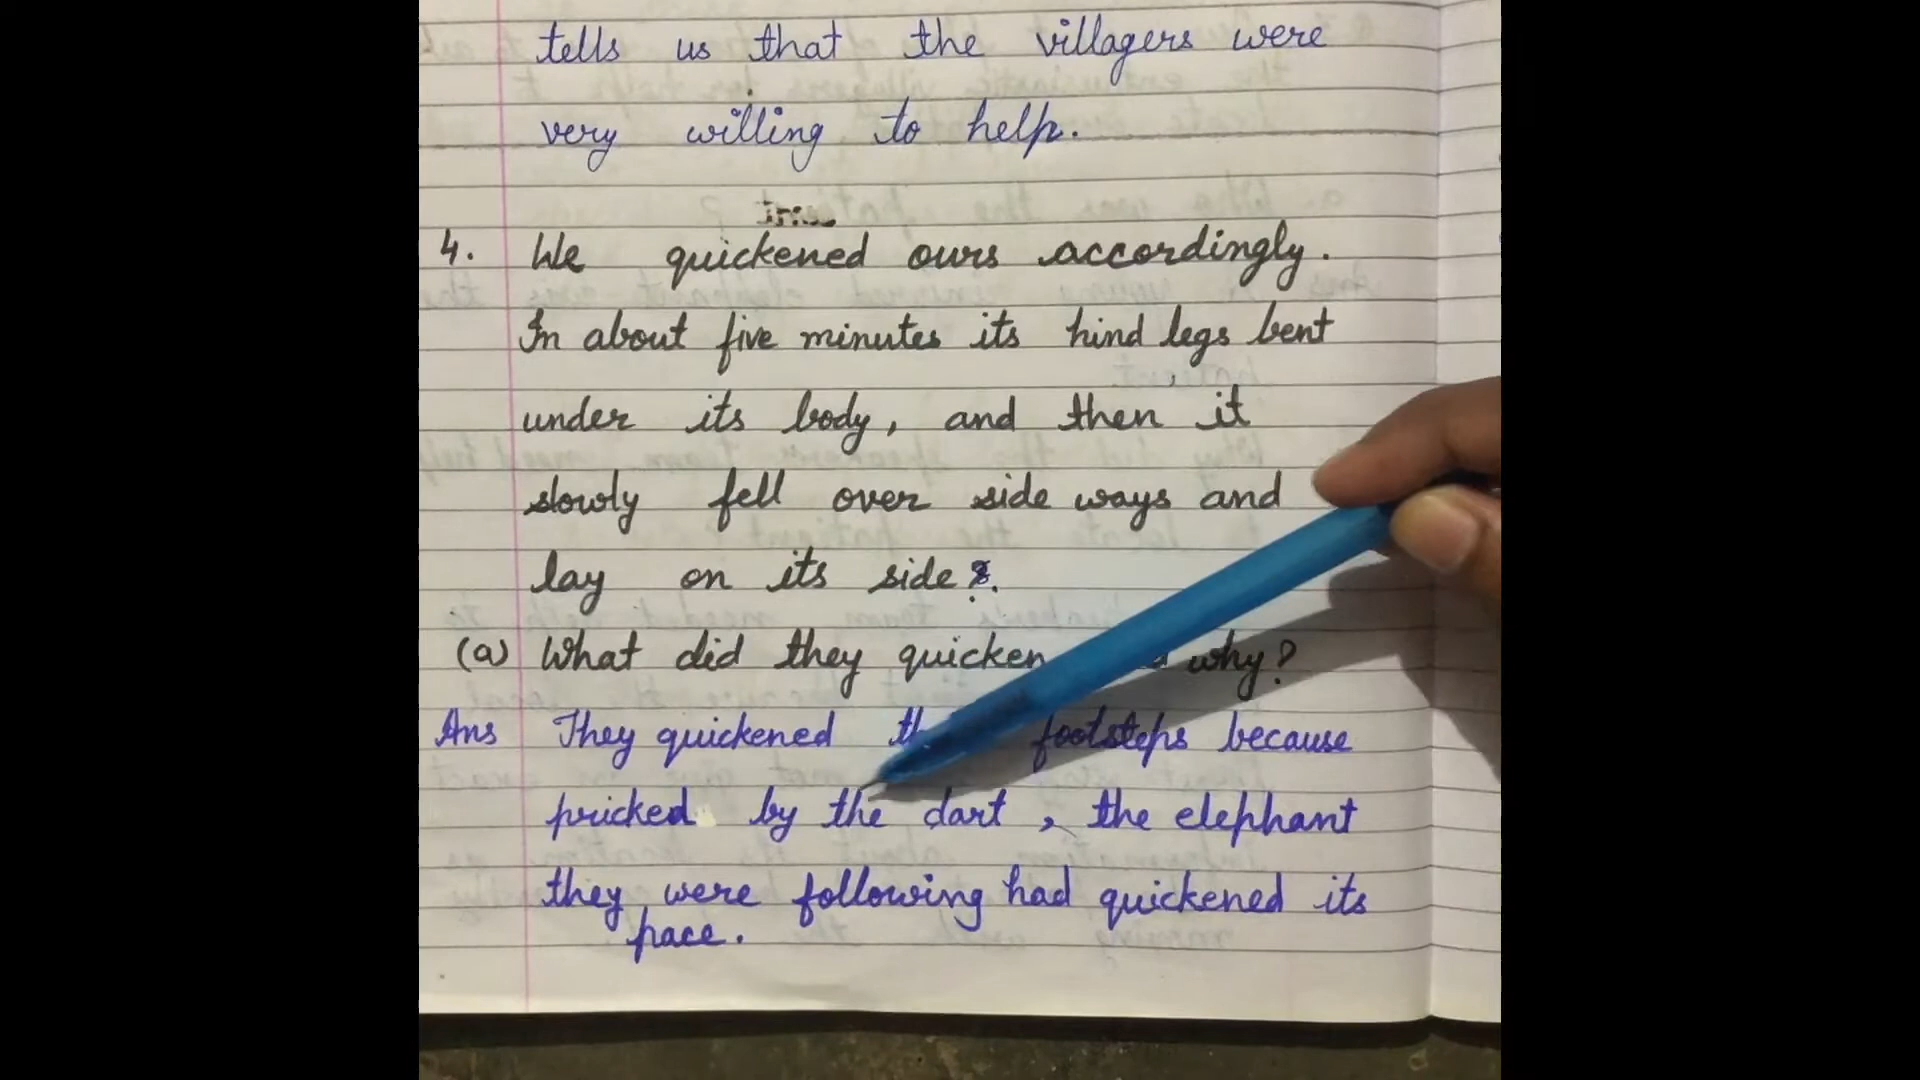 tells us that the villagers were
very willing to help.
4. We quickened ours accordingly.
In about five minutes its hind legs bent
under its body, and then it
slowly fell over side ways and
lay on its side.
(a) What did they quicken why?
Ans They quickened footsteps because
pricked by the dart, the elephant
they were following had quickened its
pace.